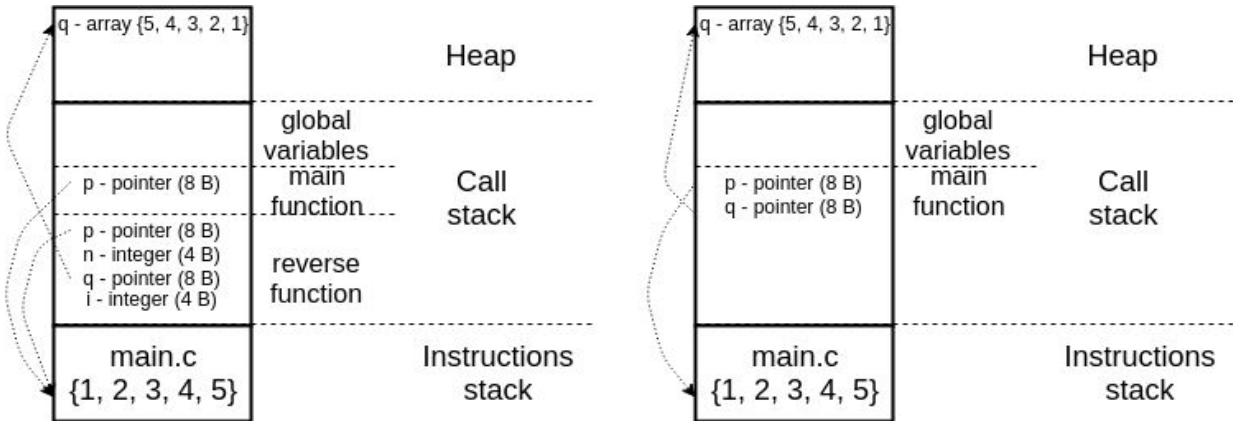 q - array {5, 4, 3, 2, 1}
Heap
global
variables
p - pointer (8 B)
main
function
Call
stack
p - pointer (8 B)
n - integer (4 B)
q - pointer (8 B)
i - integer (4 B)
reverse
function
main.c
{1, 2, 3, 4, 5}
Instructions
stack
q - array {5, 4, 3, 2, 1}
Heap
global
variables
p - pointer (8 B)
q - pointer (8 B)
main
function
Call
stack
main.c
{1, 2, 3, 4, 5}
Instructions
stack